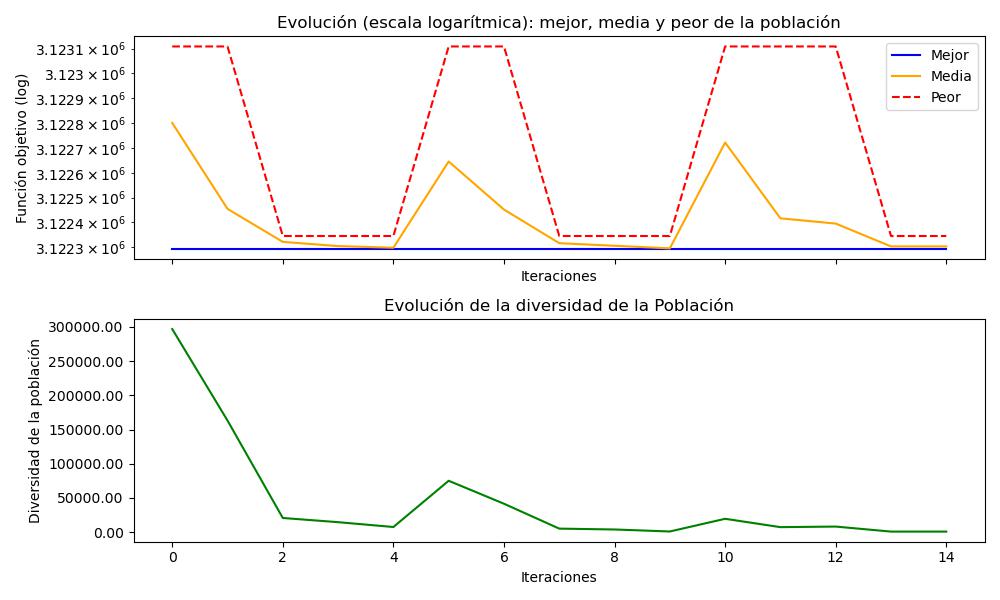 Evolución (escala logarítmica): mejor, media y peor de la población
Función objetivo (log)
3.1231 × 10⁶
3.123 × 10⁶
3.1229 × 10⁶
3.1228 × 10⁶
3.1227 × 10⁶
3.1226 × 10⁶
3.1225 × 10⁶
3.1224 × 10⁶
3.1223 × 10⁶
Mejor
Media
Peor
Iteraciones
Evolución de la diversidad de la Población
Diversidad de la población
300000.00
250000.00
200000.00
150000.00
100000.00
50000.00
0.00
0 2 4 6 8 10 12 14
Iteraciones